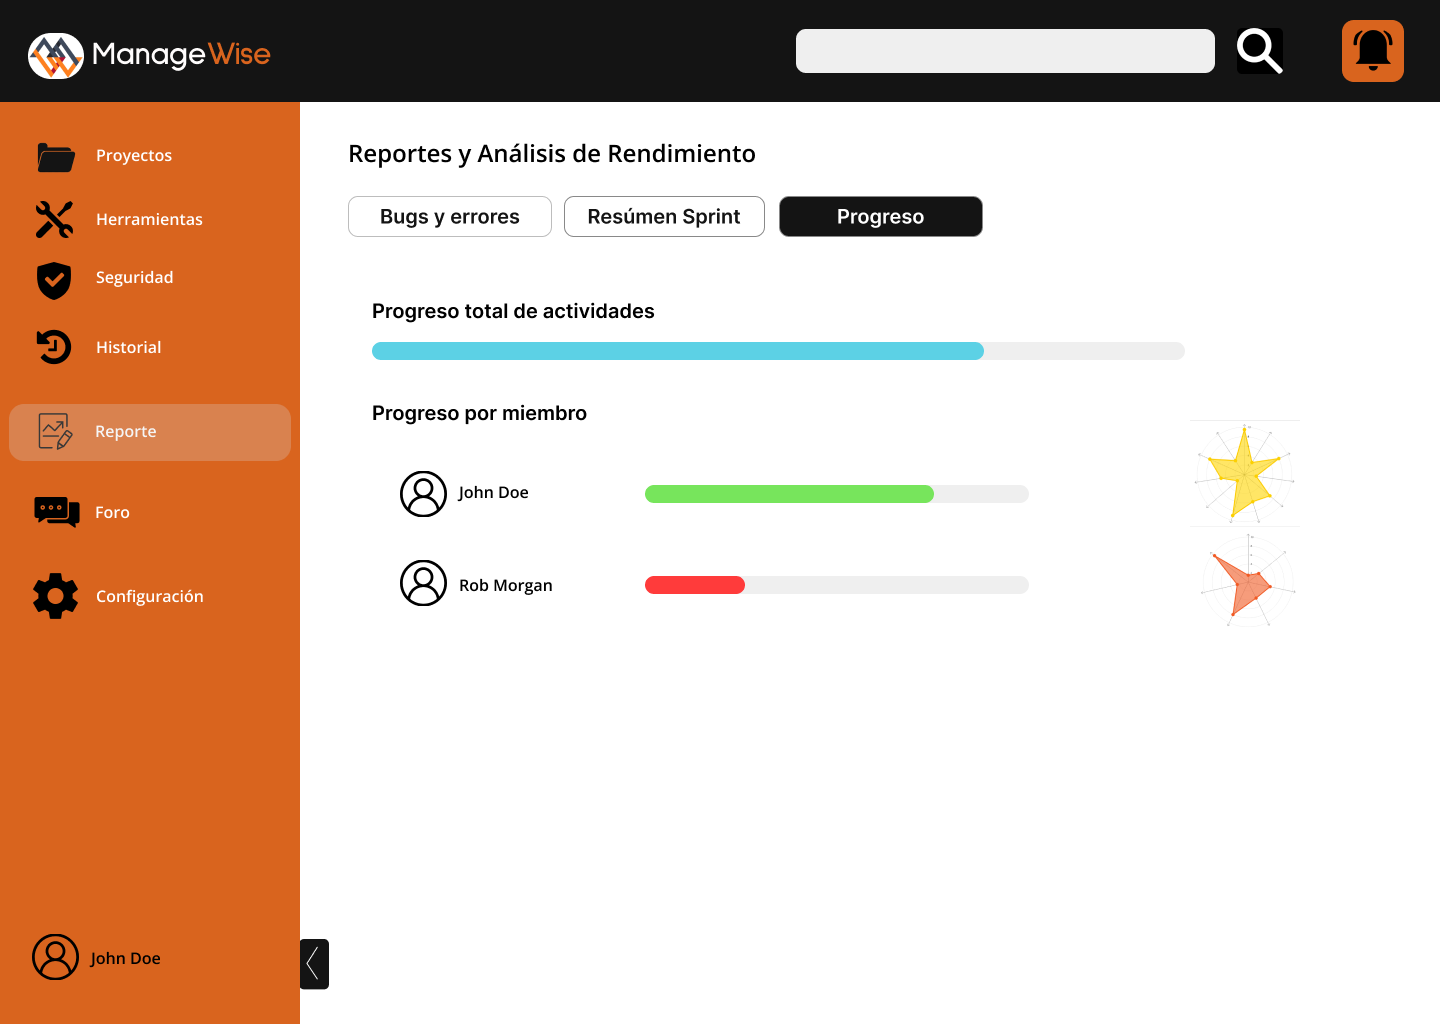 ManageWise
Proyectos
Herramientas
Seguridad
Historial
Reporte
Foro
Configuración
John Doe
Reportes y Análisis de Rendimiento
Bugs y errores
Resúmen Sprint
Progreso
Progreso total de actividades
Progreso por miembro
John Doe
Rob Morgan